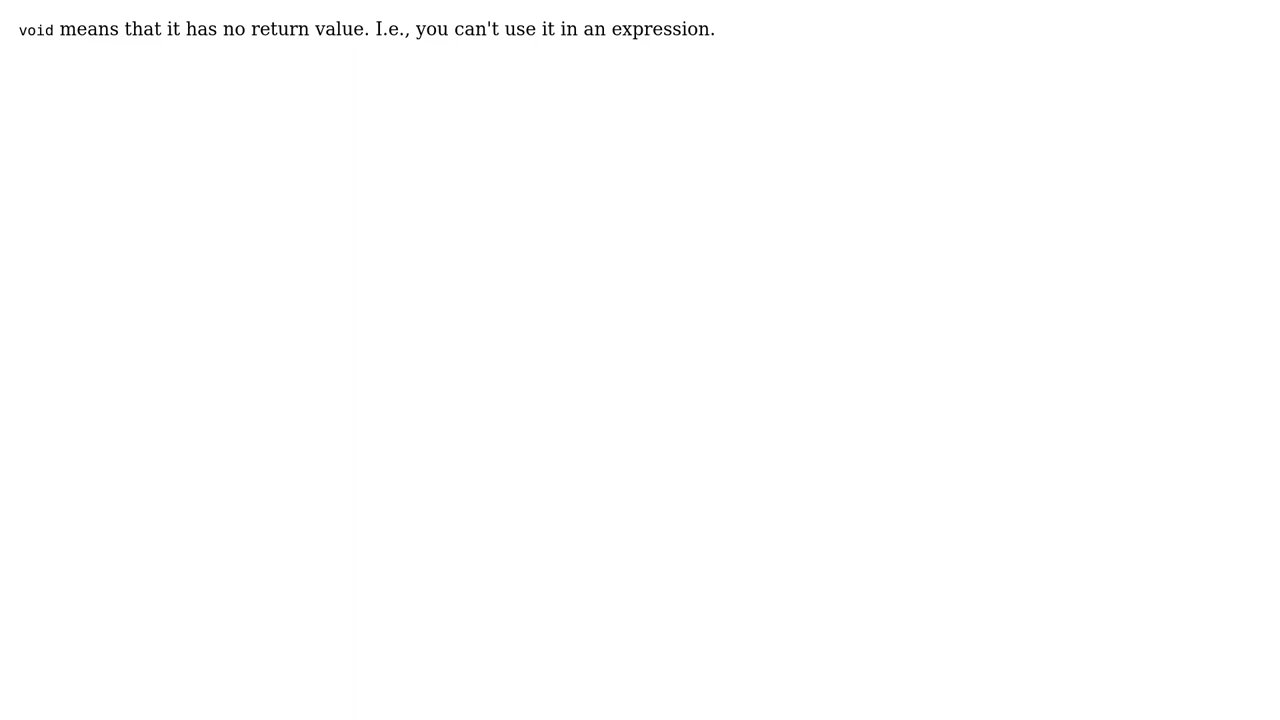 void means that it has no return value. I.e., you can't use it in an expression.